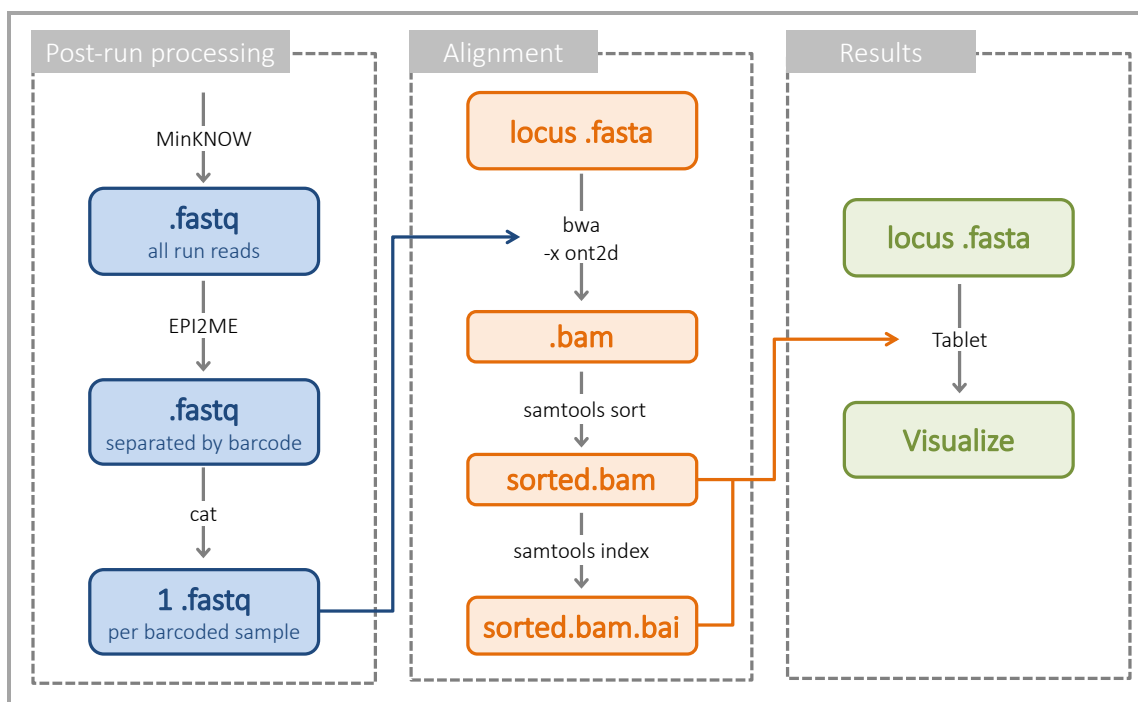 Post-run processing
MinKNOW
.fastq
all run reads
EPI2ME
.fastq
separated by barcode
cat
1 .fastq
per barcoded sample
Alignment
locus .fasta
bwa
-x ont2d
.bam
samtools sort
sorted.bam
samtools index
sorted.bam.bai
Results
locus .fasta
Tablet
Visualize